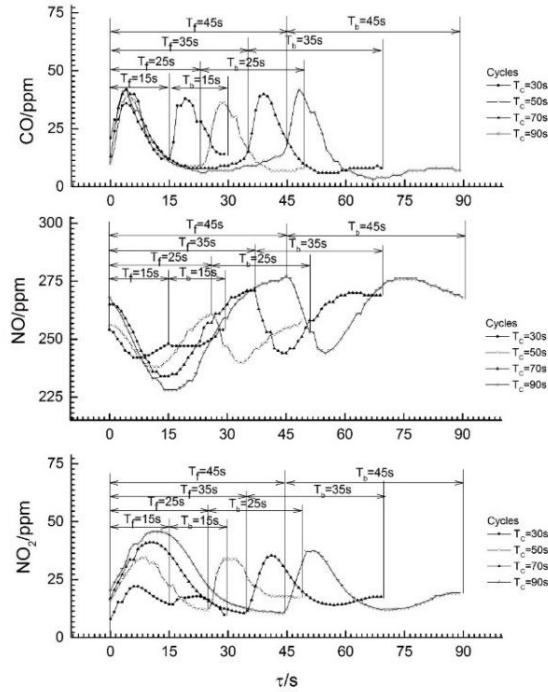 75
50
25
0
CO/ppm
T_f=45s T_b=45s
T_f=35s T_b=35s
T_f=25s T_b=25s
T_f=15s T_b=15s
Cycles
T_C=30s
T_C=50s
T_C=70s
T_C=90s
0 15 30 45 60 75 90
300
275
250
225
NO/ppm
T_f=45s T_b=45s
T_f=35s T_b=35s
T_f=25s T_b=25s
T_f=15s T_b=15s
Cycles
T_C=30s
T_C=50s
T_C=70s
T_C=90s
0 15 30 45 60 75 90
75
50
25
0
NO₂/ppm
T_f=45s T_b=45s
T_f=35s T_b=35s
T_f=25s T_b=25s
T_f=15s T_b=15s
Cycles
T_C=30s
T_C=50s
T_C=70s
T_C=90s
0 15 30 45 60 75 90
τ/s